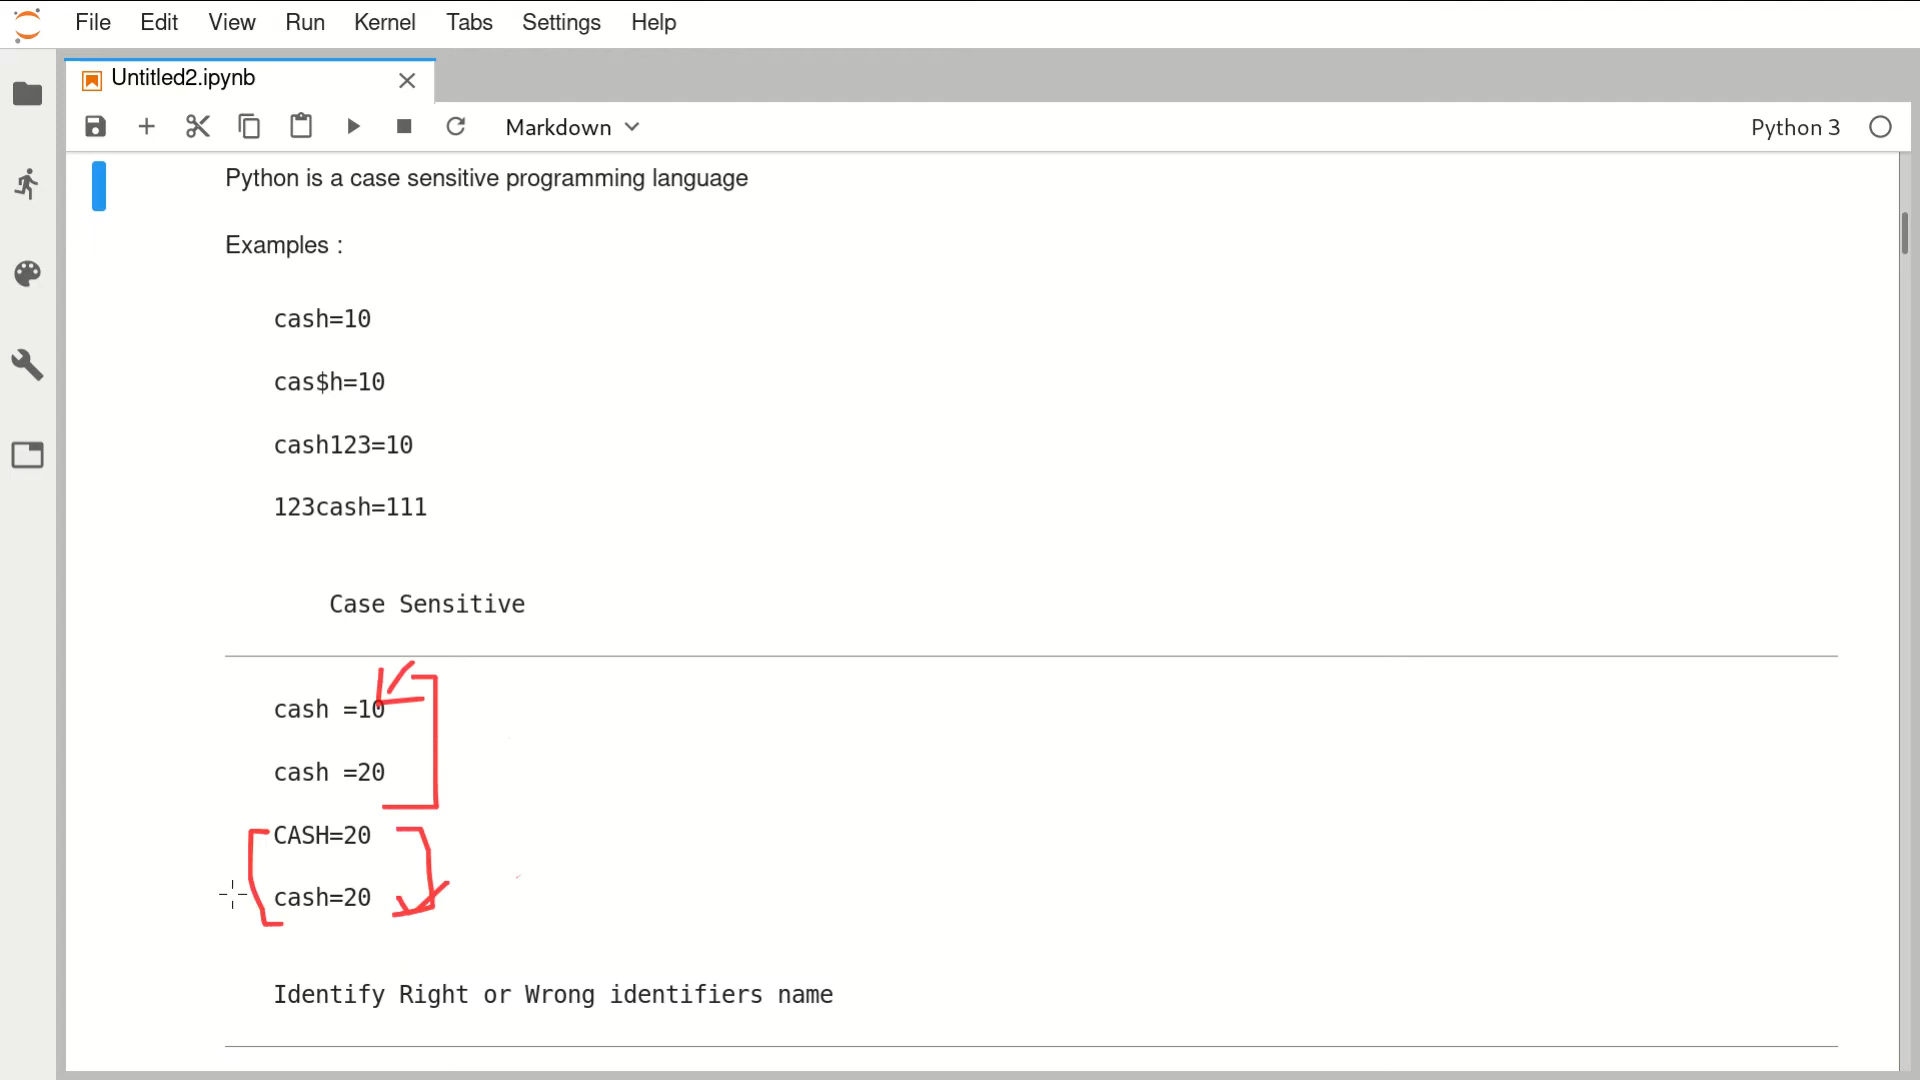 File Edit View Run Kernel Tabs Settings Help
Untitled2.ipynb
Markdown Python 3
Python is a case sensitive programming language
Examples :
cash=10
cas$h=10
cash123=10
123cash=111
Case Sensitive
cash =10
cash =20
CASH=20
cash=20
Identify Right or Wrong identifiers name